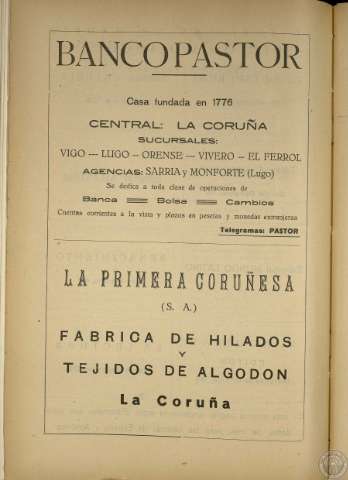 BANCO PASTOR
Casa fundada en 1776
CENTRAL: LA CORUÑA
SUCURSALES:
VIGO --- LUGO - ORENSE - VIVERO - EL FERROL
AGENCIAS: SARRIA y MONFORTE (Lugo)
Se dedica a toda clase de operaciones de
Banca Bolsa Cambios
Cuentas corrientes a la vista y plazos en pesetas y monedas extranjeras
Telegramas: PASTOR
LA PRIMERA CORUÑESA
(S. A.)
FABRICA DE HILADOS
Y
TEJIDOS DE ALGODON
La Coruña